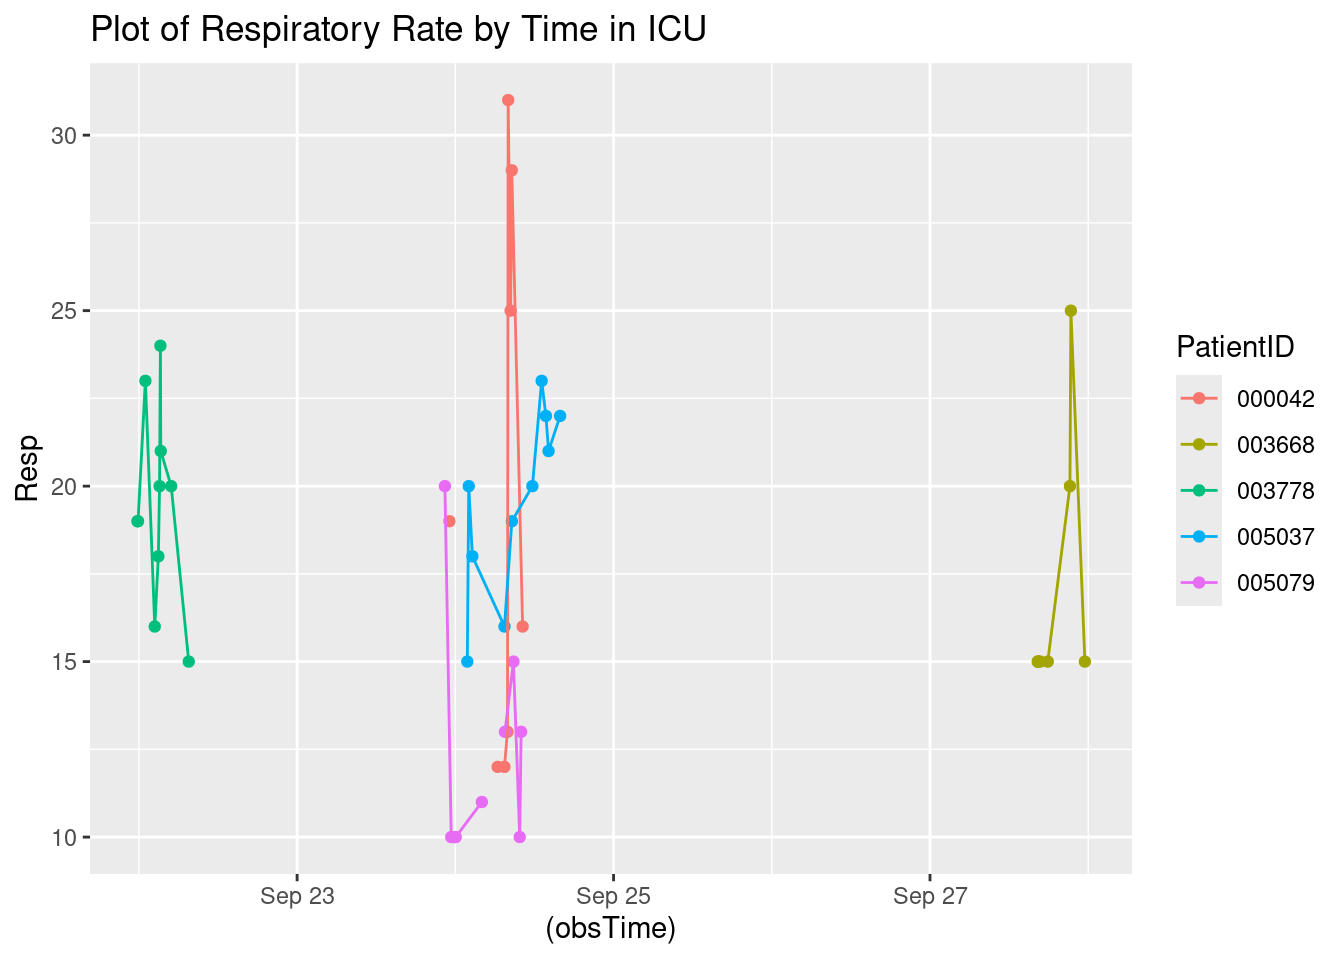 Plot of Respiratory Rate by Time in ICU
30
25
20
15
10
Resp
Sep 23
Sep 25
Sep 27
(obsTime)
PatientID
000042
003668
003778
005037
005079